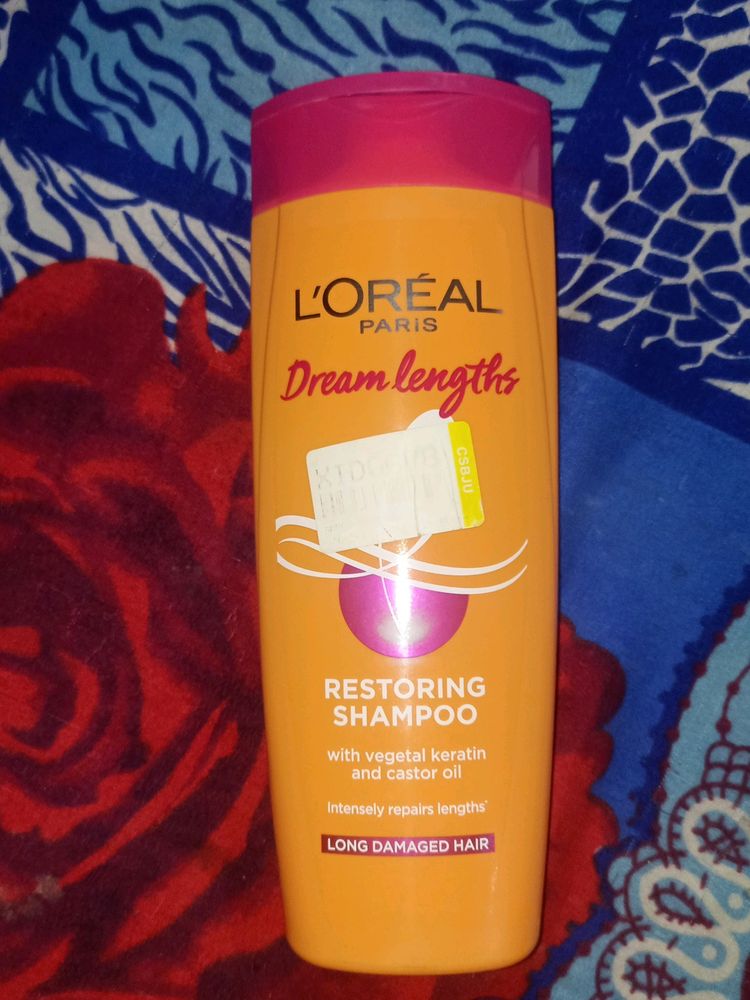 L'ORÉAL
PARIS
Dream lengths
CSBJU
RESTORING
SHAMPOO
with vegetal keratin
and castor oil
Intensely repairs lengths*
LONG DAMAGED HAIR